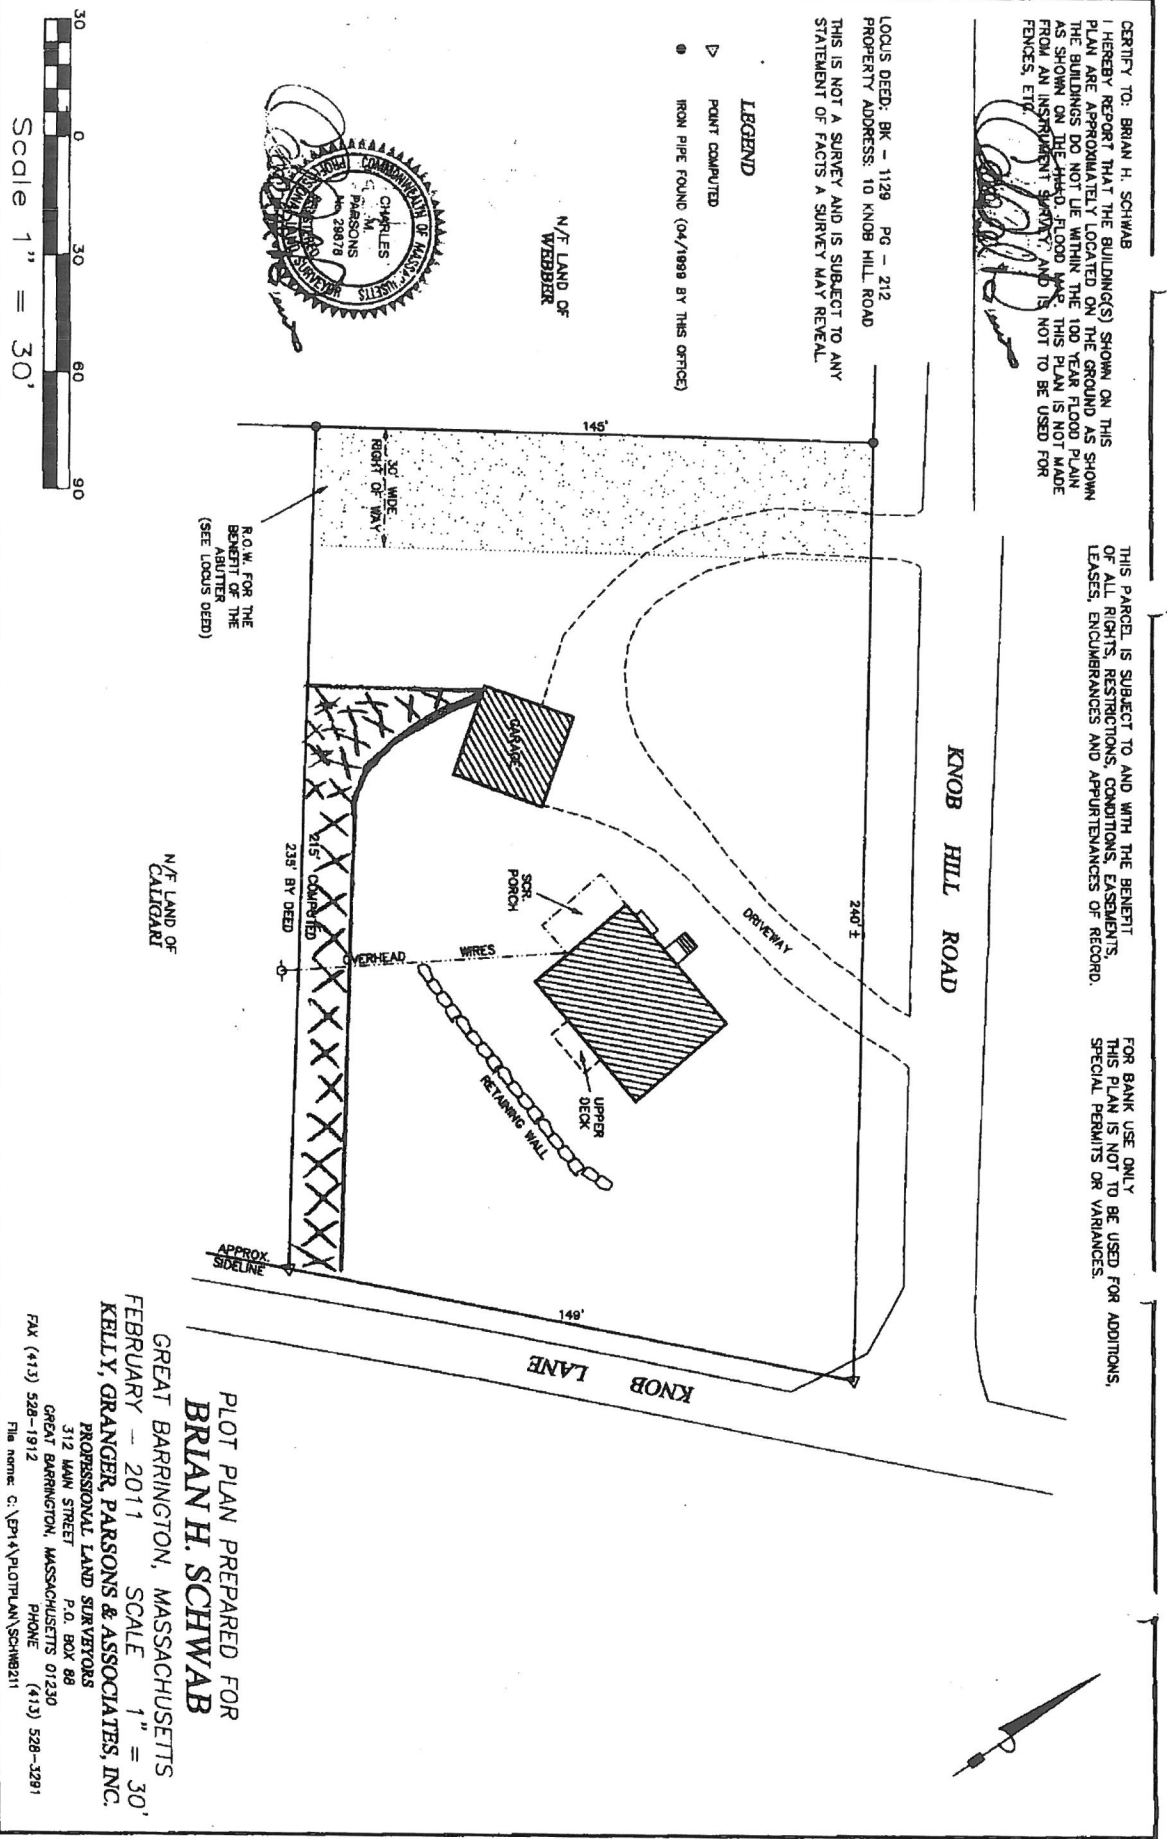 CERTIFY TO: BRIAN H. SCHWAB
I HEREBY REPORT THAT THE BUILDING(S) SHOWN ON THIS
PLAN ARE APPROXIMATELY LOCATED ON THE GROUND AS SHOWN
THE BUILDINGS DO NOT LIE WITHIN THE 100 YEAR FLOOD PLAIN
AS SHOWN ON THE H.U.D. FLOOD MAP. THIS PLAN IS NOT MADE
FROM AN INSTRUMENT SURVEY, AND IS NOT TO BE USED FOR
FENCES, ETC.
THIS PARCEL IS SUBJECT TO AND WITH THE BENEFIT
OF ALL RIGHTS, RESTRICTIONS, CONDITIONS, EASEMENTS,
LEASES, ENCUMBRANCES AND APPURTENANCES OF RECORD.
FOR BANK USE ONLY
THIS PLAN IS NOT TO BE USED FOR ADDITIONS,
SPECIAL PERMITS OR VARIANCES.
LOCUS DEED: BK - 1129 PG - 212
PROPERTY ADDRESS: 10 KNOB HILL ROAD
THIS IS NOT A SURVEY AND IS SUBJECT TO ANY
STATEMENT OF FACTS A SURVEY MAY REVEAL.
LEGEND
POINT COMPUTED
IRON PIPE FOUND (04/1999 BY THIS OFFICE)
KNOB HILL ROAD
240' ±
DRIVEWAY
145'
30' WIDE
RIGHT OF WAY
GARAGE
SCR.
PORCH
UPPER
DECK
OVERHEAD WIRES
RETAINING WALL
215' COMPUTED
235' BY DEED
149'
KNOB LANE
APPROX.
SIDELINE
R.O.W. FOR THE
BENEFIT OF THE
ABUTTER
(SEE LOCUS DEED)
N/F LAND OF
WEBBER
N/F LAND OF
CALIGARI
COMMONWEALTH OF MASSACHUSETTS
CHARLES
M.
PARSONS
No. 29678
REGISTERED
PROFESSIONAL LAND SURVEYOR
30 0 30 60 90
Scale 1" = 30'
PLOT PLAN PREPARED FOR
BRIAN H. SCHWAB
GREAT BARRINGTON, MASSACHUSETTS
FEBRUARY - 2011 SCALE 1" = 30'
KELLY, GRANGER, PARSONS & ASSOCIATES, INC.
PROFESSIONAL LAND SURVEYORS
312 MAIN STREET P.O. BOX 88
GREAT BARRINGTON, MASSACHUSETTS 01230
FAX (413) 528-1912 PHONE (413) 528-3291
File name: C:\EP14\PLOTPLAN\SCHWB211